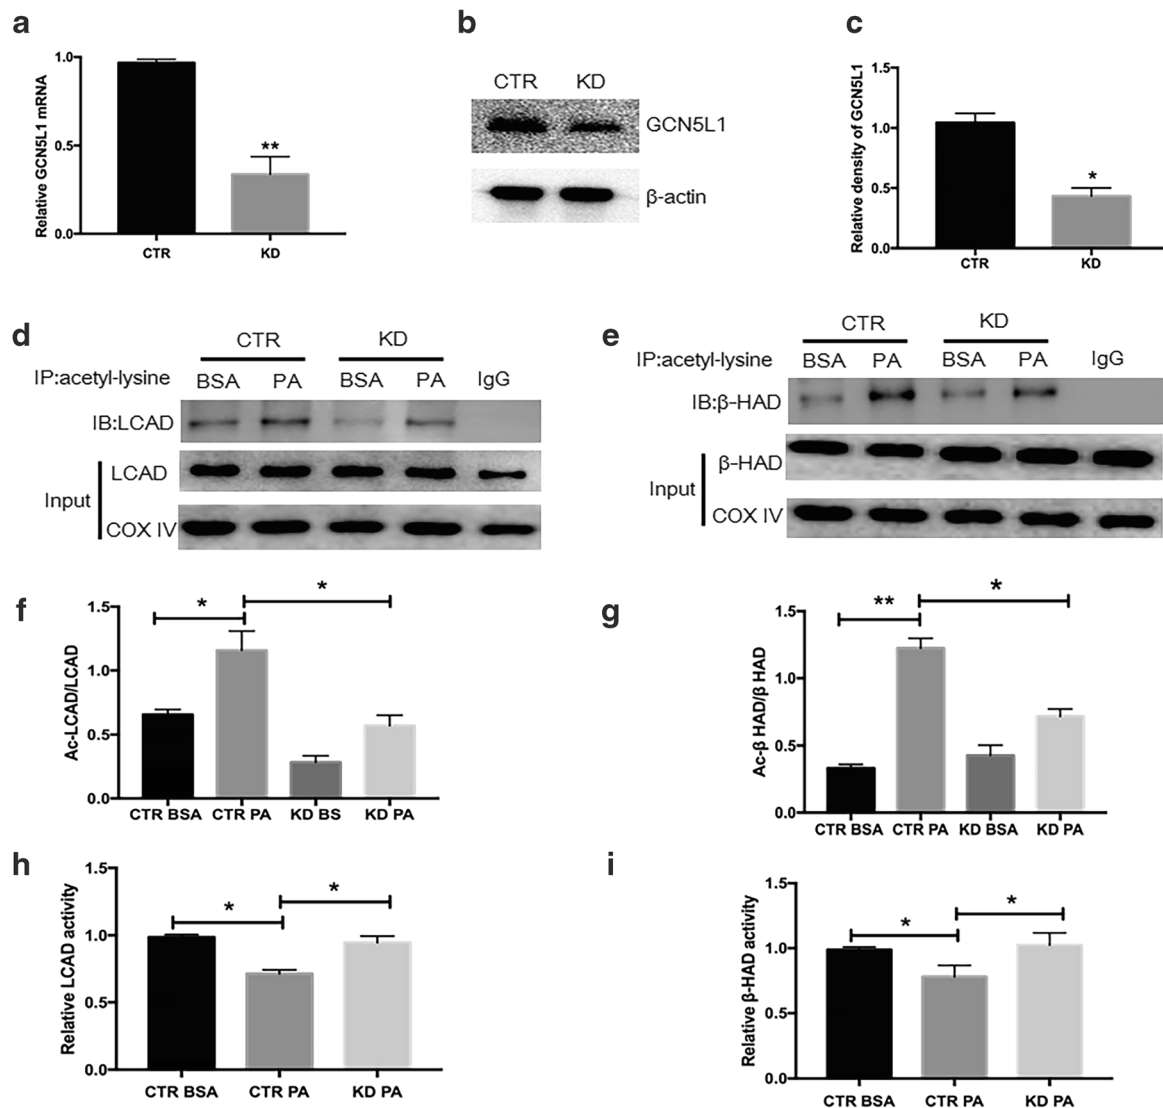 a
Relative GCN5L1 mRNA
1.0
0.5
0.0
**
CTR KD
b
CTR KD
GCN5L1
β-actin
c
Relative density of GCN5L1
1.5
1.0
0.5
0.0
*
CTR KD
d
CTR KD
IP:acetyl-lysine BSA PA BSA PA IgG
IB:LCAD
Input
LCAD
COX IV
e
CTR KD
IP:acetyl-lysine BSA PA BSA PA IgG
IB:β-HAD
Input
β-HAD
COX IV
f
Ac-LCAD/LCAD
1.5
1.0
0.5
0.0
* *
CTR BSA CTR PA KD BS KD PA
g
Ac-β HAD/β HAD
1.5
1.0
0.5
0.0
** *
CTR BSA CTR PA KD BSA KD PA
h
Relative LCAD activity
1.5
1.0
0.5
0.0
* *
CTR BSA CTR PA KD PA
i
Relative β-HAD activity
1.5
1.0
0.5
0.0
* *
CTR BSA CTR PA KD PA